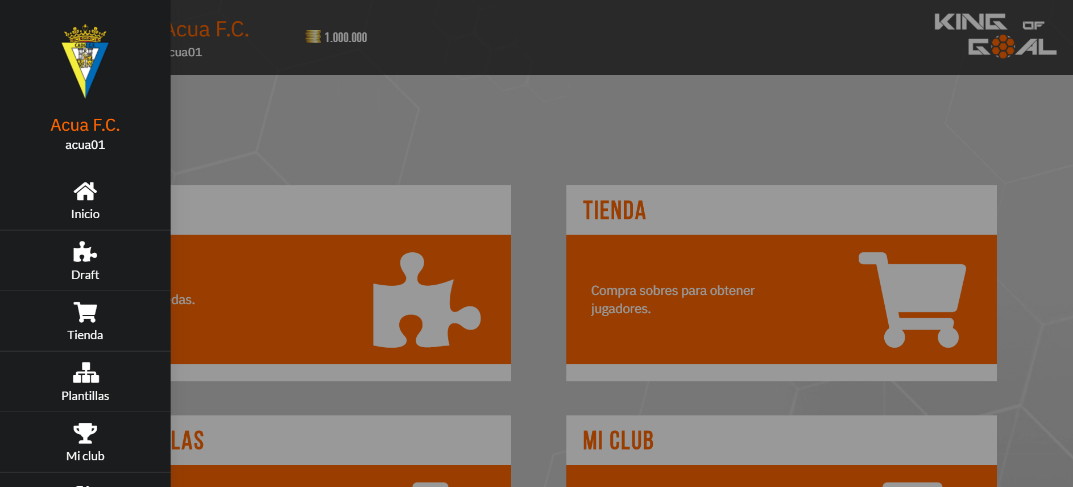 Acua F.C.
acua01
Inicio
Draft
Tienda
Plantillas
Mi club
Acua F.C.
cua01
1.000.000
KING OF
GOAL
das.
TIENDA
Compra sobres para obtener
jugadores.
LAS
MI CLUB